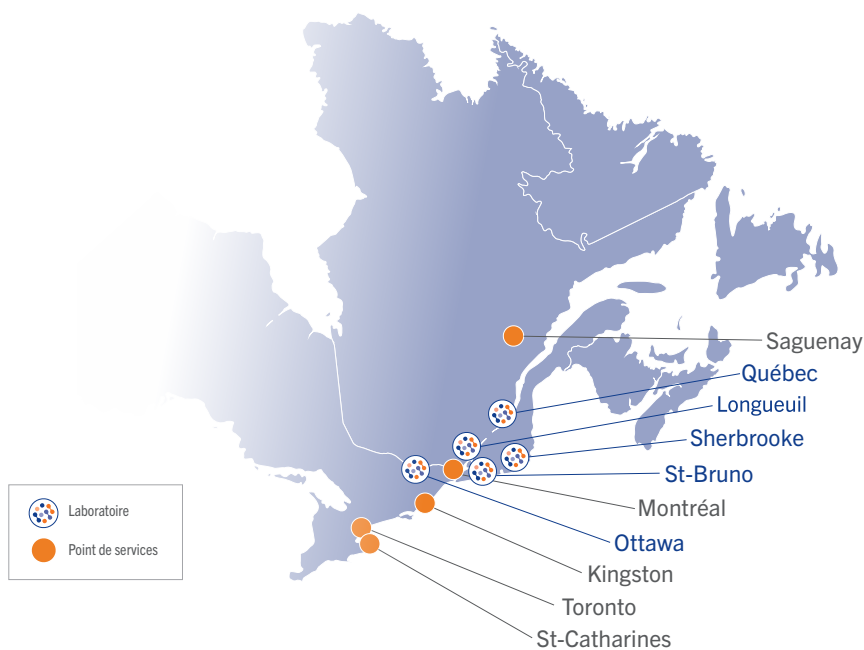 Saguenay
Québec
Longueuil
Sherbrooke
St-Bruno
Montréal
Ottawa
Kingston
Toronto
St-Catharines
Laboratoire
Point de services